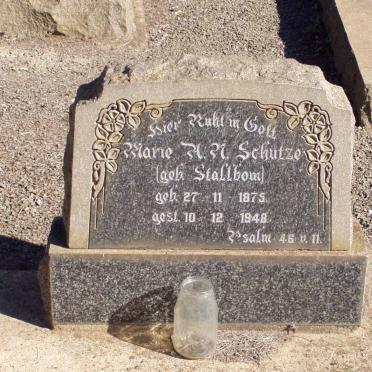 Hier Ruht in Gott
Marie A. A. Schutze
(geb. Stallbom)
geb. 27 - 11 - 1875
gest. 10 - 12 - 1948
Psalm 46 v. 11.